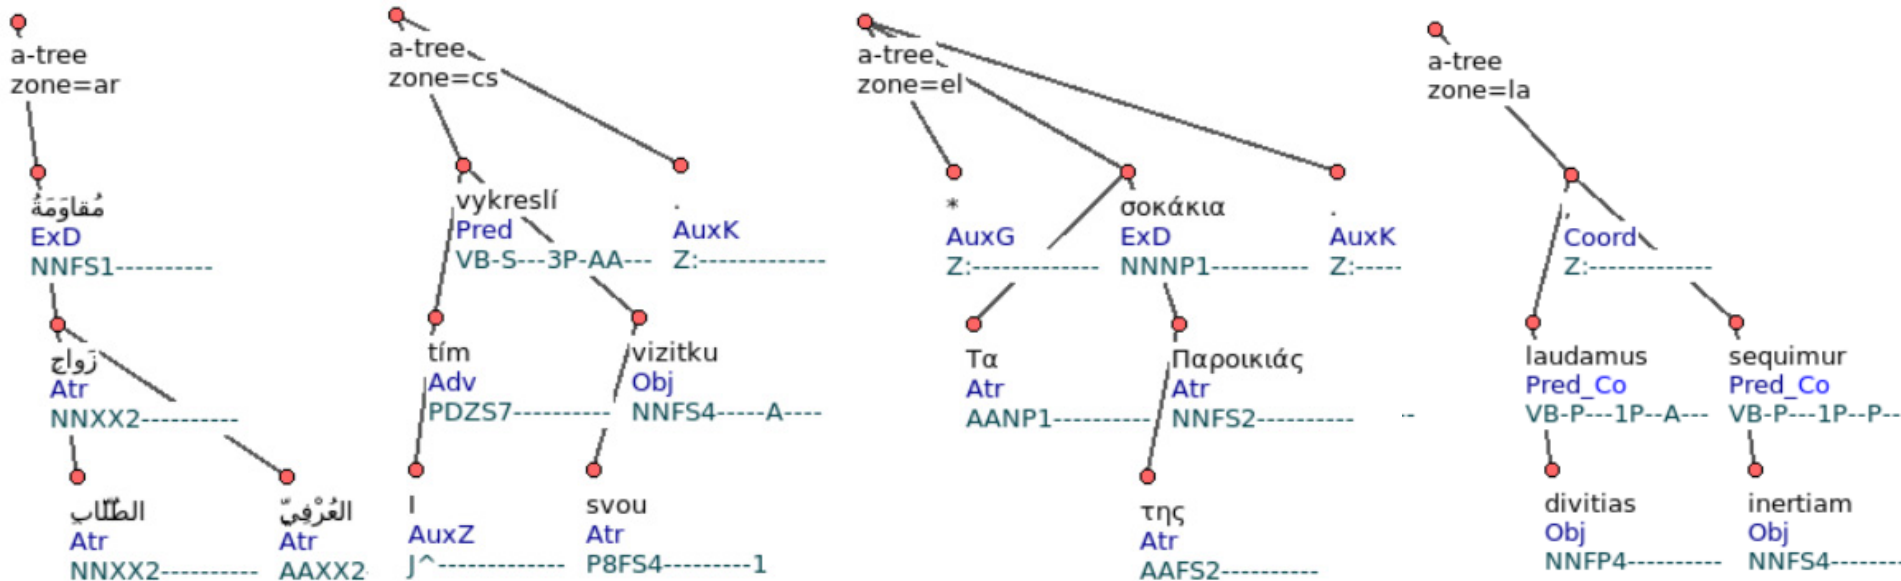 a-tree
zone=ar
مُقاوَمَةُ
ExD
NNFS1----------
زَواجِ
Atr
NNXX2----------
الطُلّابِ
Atr
NNXX2----------
العُرْفِيِّ
Atr
AAXX2-
a-tree
zone=cs
vykreslí
Pred
VB-S---3P-AA---
.
AuxK
Z:-------------
tím
Adv
PDZS7----------
vizitku
Obj
NNFS4-----A----
I
AuxZ
J^-------------
svou
Atr
P8FS4---------1
a-tree
zone=el
*
AuxG
Z:-------------
σοκάκια
ExD
NNNP1----------
.
AuxK
Z:-----
Τα
Atr
AANP1----------
Παροικιάς
Atr
NNFS2----------
της
Atr
AAFS2----------
a-tree
zone=la
,
Coord
Z:-------------
laudamus
Pred_Co
VB-P---1P--A---
sequimur
Pred_Co
VB-P---1P--P--
divitias
Obj
NNFP4----------
inertiam
Obj
NNFS4---------